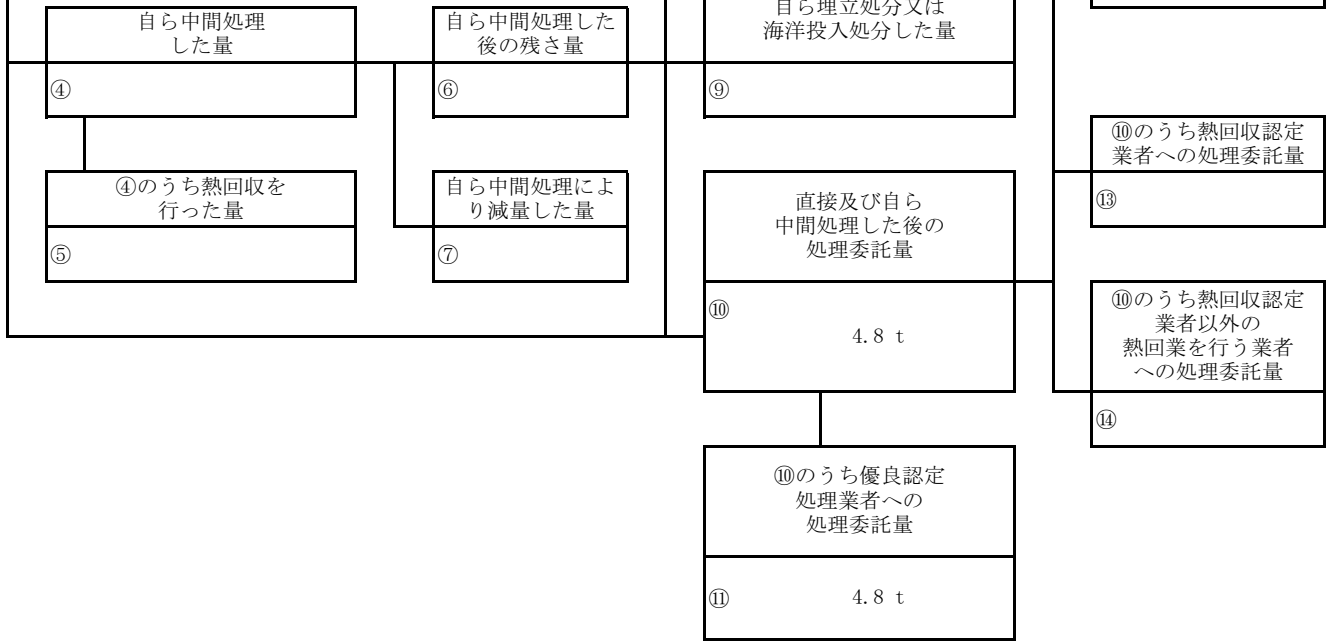 自ら中間処理
した量
④
自ら中間処理した
後の残さ量
⑥
自ら埋立処分又は
海洋投入処分した量
⑨
⑩のうち熱回収認定
業者への処理委託量
⑬
④のうち熱回収を
行った量
⑤
自ら中間処理によ
り減量した量
⑦
直接及び自ら
中間処理した後の
処理委託量
⑩
4.8 t
⑩のうち熱回収認定
業者以外の
熱回業を行う業者
への処理委託量
⑭
⑩のうち優良認定
処理業者への
処理委託量
⑪
4.8 t